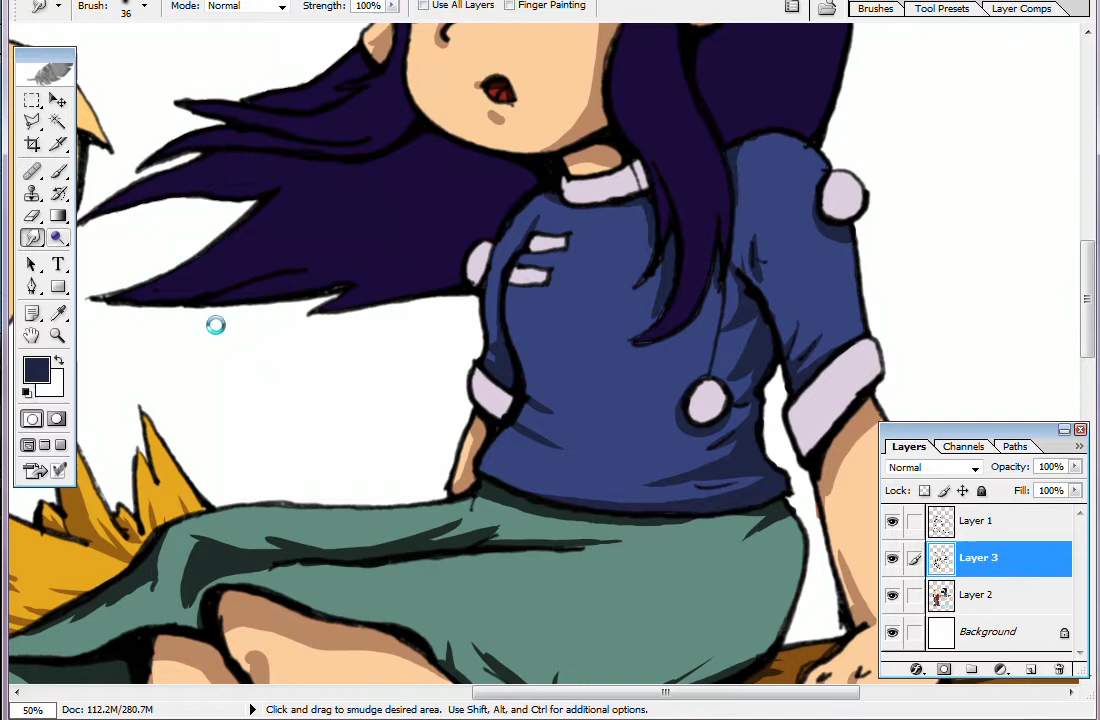 Brush: 36 Mode: Normal Strength: 100% Use All Layers Finger Painting Brushes Tool Presets Layer Comps
Layers Channels Paths
Normal Opacity: 100%
Lock: Fill: 100%
Layer 1
Layer 3
Layer 2
Background
50% Doc: 112.2M/280.7M Click and drag to smudge desired area. Use Shift, Alt, and Ctrl for additional options.